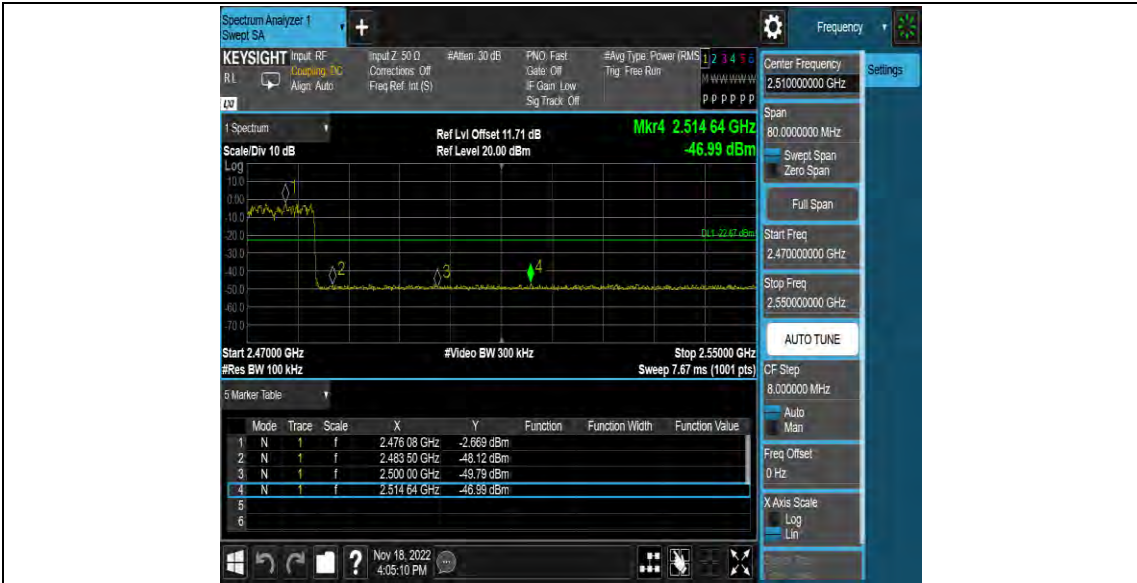 Spectrum Analyzer 1
Swept SA
Frequency
KEYSIGHT Input: RF
R L
Coupling: DC
Align: Auto
LXI
Input Z: 50 Ω
Corrections: Off
Freq Ref: Int (S)
#Atten: 30 dB
PNO: Fast
Gate: Off
IF Gain: Low
Sig Track: Off
#Avg Type: Power (RMS
Trig: Free Run
1 2 3 4 5 6
M W W W W W
P P P P P P
Center Frequency
2.510000000 GHz
Settings
Span
80.0000000 MHz
Swept Span
Zero Span
Full Span
Start Freq
2.470000000 GHz
Stop Freq
2.550000000 GHz
AUTO TUNE
CF Step
8.000000 MHz
Auto
Man
Freq Offset
0 Hz
X Axis Scale
Log
Lin
1 Spectrum
Scale/Div 10 dB
Ref Lvl Offset 11.71 dB
Ref Level 20.00 dBm
Mkr4 2.514 64 GHz
-46.99 dBm
Log
10.0
0.00
-10.0
-20.0
-30.0
-40.0
-50.0
-60.0
-70.0
1
2
3
4
DL1 -22.67 dBm
Start 2.47000 GHz
#Res BW 100 kHz
#Video BW 300 kHz
Stop 2.55000 GHz
Sweep 7.67 ms (1001 pts)
5 Marker Table
Mode Trace Scale X Y Function Function Width Function Value
1 N 1 f 2.476 08 GHz -2.669 dBm
2 N 1 f 2.483 50 GHz -48.12 dBm
3 N 1 f 2.500 00 GHz -49.79 dBm
4 N 1 f 2.514 64 GHz -46.99 dBm
5
6
?
Nov 18, 2022
4:05:10 PM